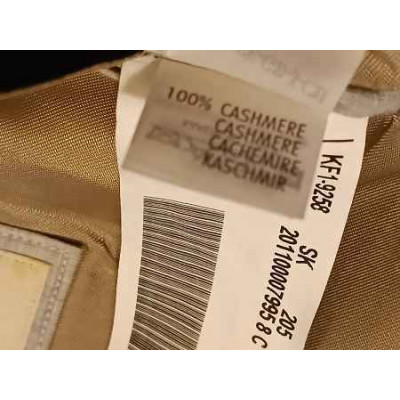 100% CASHMERE
CASHMERE
CACHEMIRE
KASCHMIR
KF1-9258
SK 205
201100007995 8 C